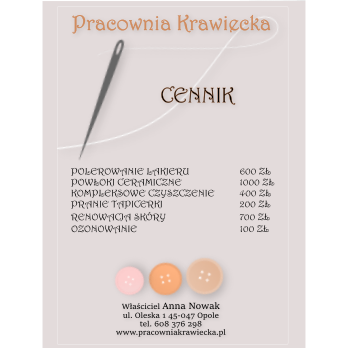 Pracownia Krawięcka
CENNIK
POLEROWANIE LAKIERU 600 ZŁ
POWŁOKI CERAMICZNE 1000 ZŁ
KOMPLEKSOWE CZYSZCZENIE 400 ZŁ
PRANIE TAPICERKI 200 ZŁ
RENOWACJA SKÓRY 700 ZŁ
OZONOWANIE 100 ZŁ
Właściciel Anna Nowak
ul. Oleska 1 45-047 Opole
tel. 608 376 298
www.pracowniakrawiecka.pl